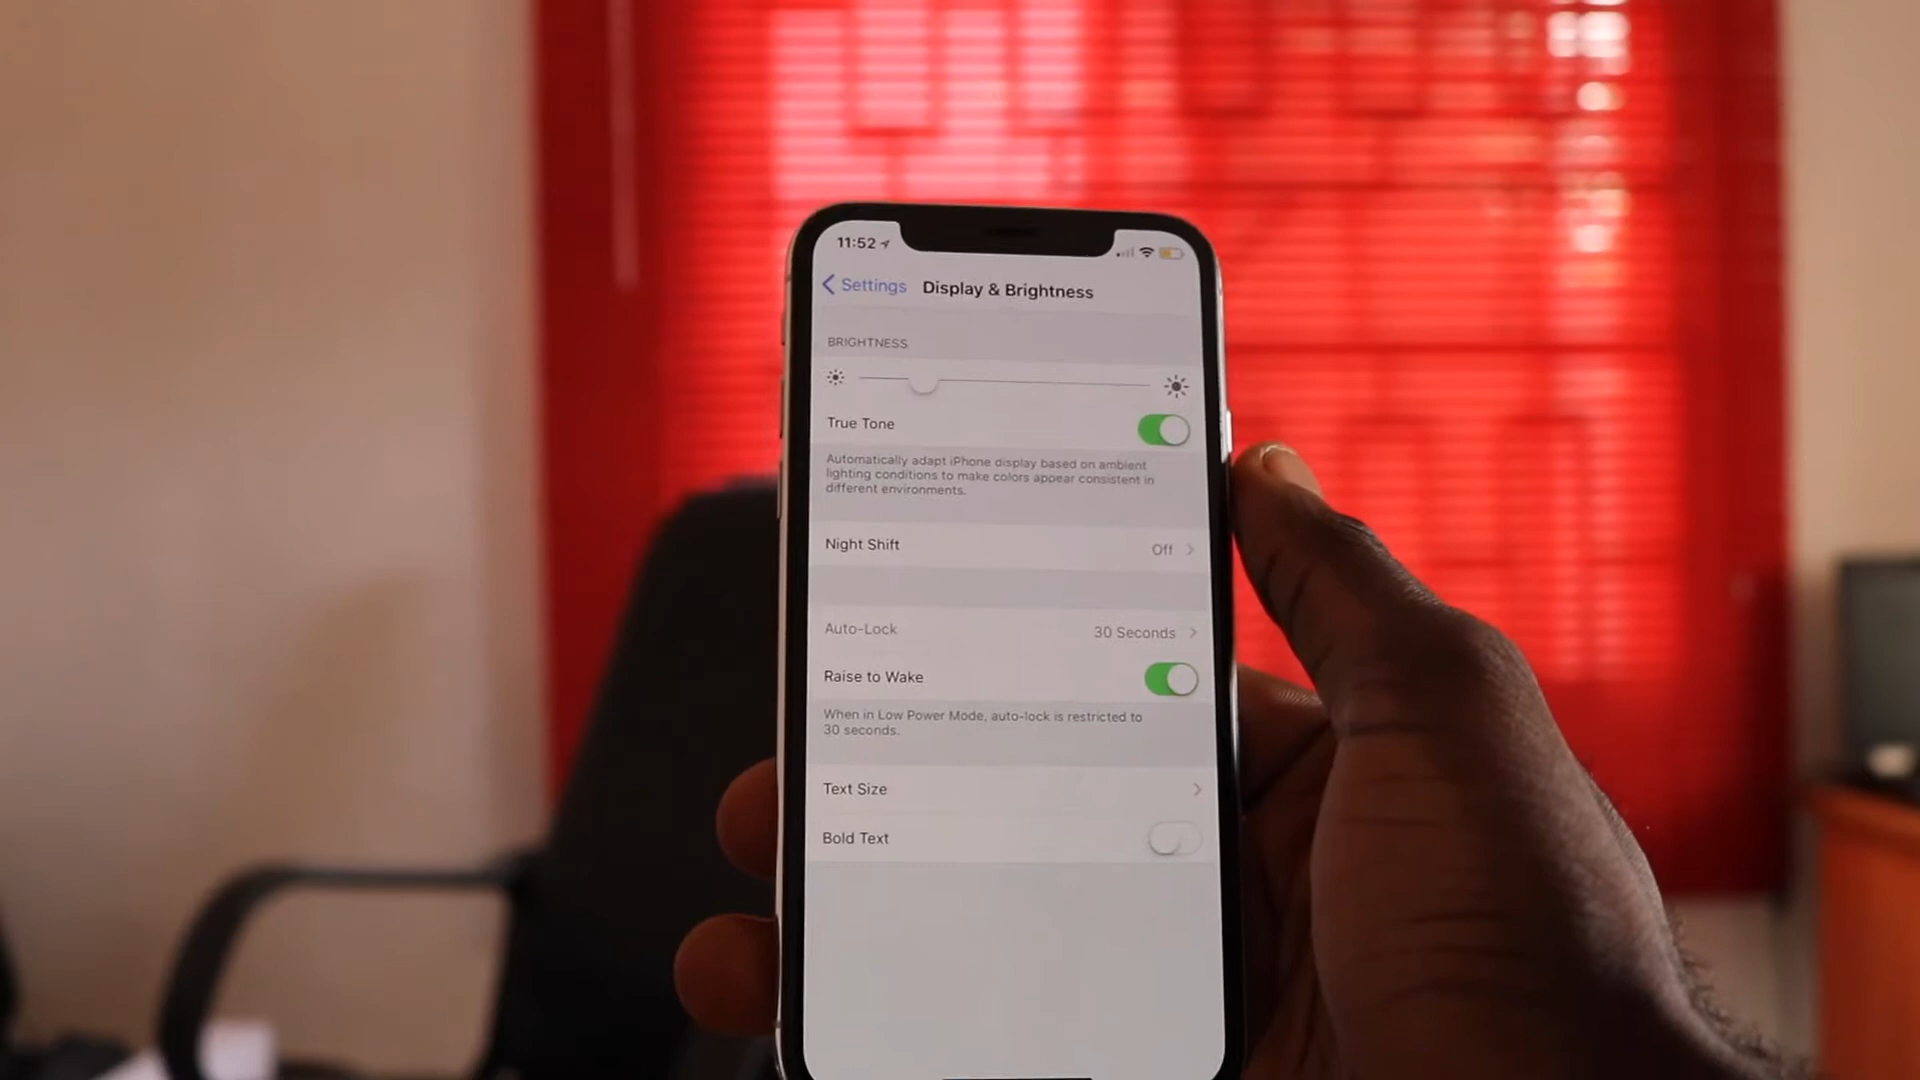 11:52
Settings
Display & Brightness
BRIGHTNESS
True Tone
Automatically adapt iPhone display based on ambient
lighting conditions to make colors appear consistent in
different environments.
Night Shift
Off
Auto-Lock
30 Seconds
Raise to Wake
When in Low Power Mode, auto-lock is restricted to
30 seconds.
Text Size
Bold Text